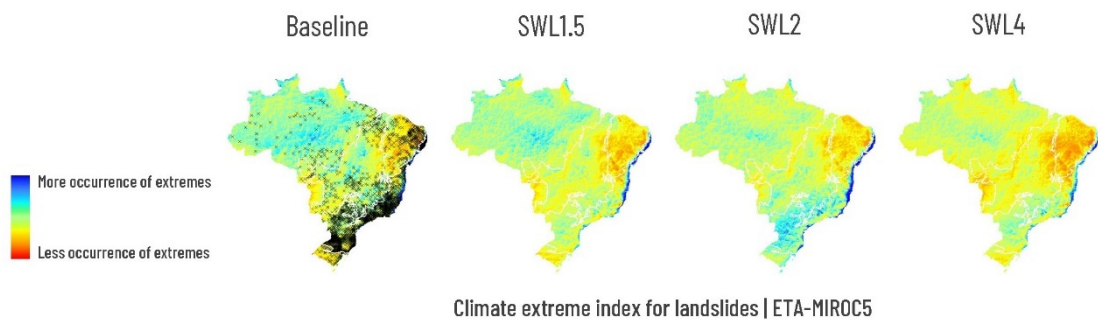 Baseline
SWL1.5
SWL2
SWL4
More occurrence of extremes
Less occurrence of extremes
Climate extreme index for landslides | ETA-MIROC5